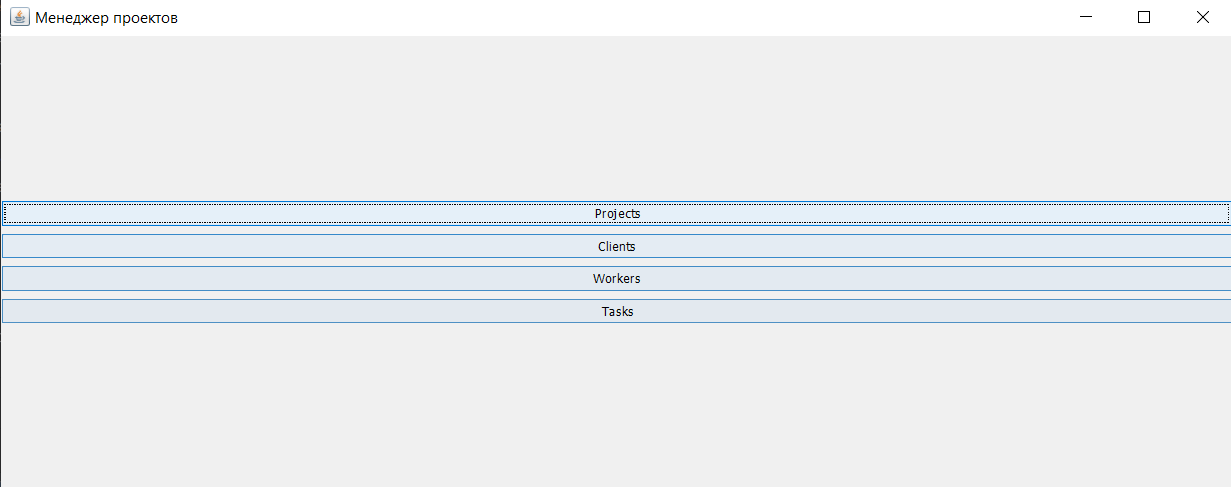 Менеджер проектов
Projects
Clients
Workers
Tasks